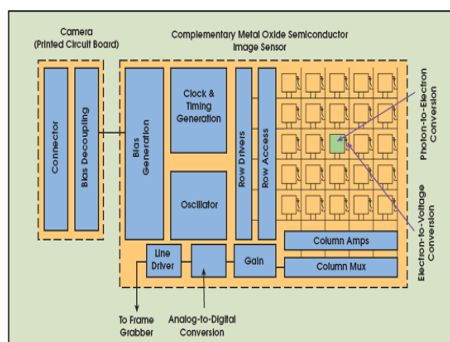 Camera
(Printed Circuit Board)
Complementary Metal Oxide Semiconductor
Image Sensor
Connector
Bias Decoupling
Bias
Generation
Clock &
Timing
Generation
Oscillator
Row Drivers
Row Access
Photon-to-Electron
Conversion
Electron-to-Voltage
Conversion
Column Amps
Column Mux
Line
Driver
Gain
To Frame
Grabber
Analog-to-Digital
Conversion